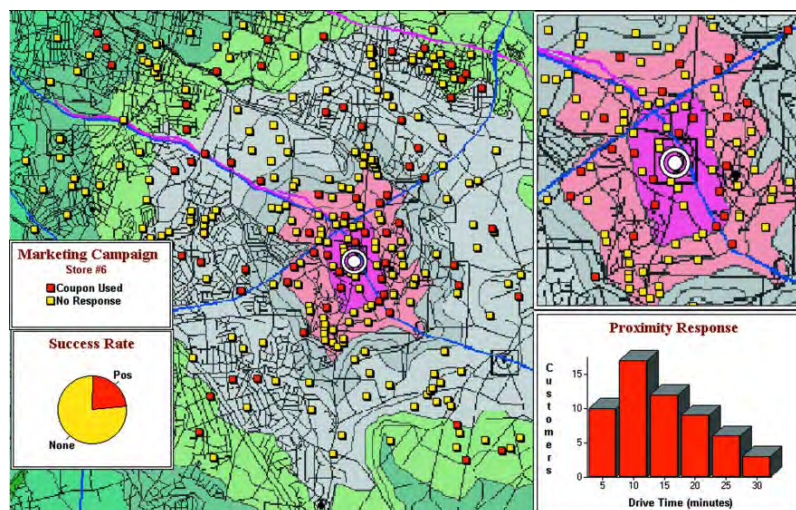 Marketing Campaign
Store #6
Coupon Used
No Response
Success Rate
Pos
None
Proximity Response
Customers
15
10
5
0
5 10 15 20 25 30
Drive Time (minutes)